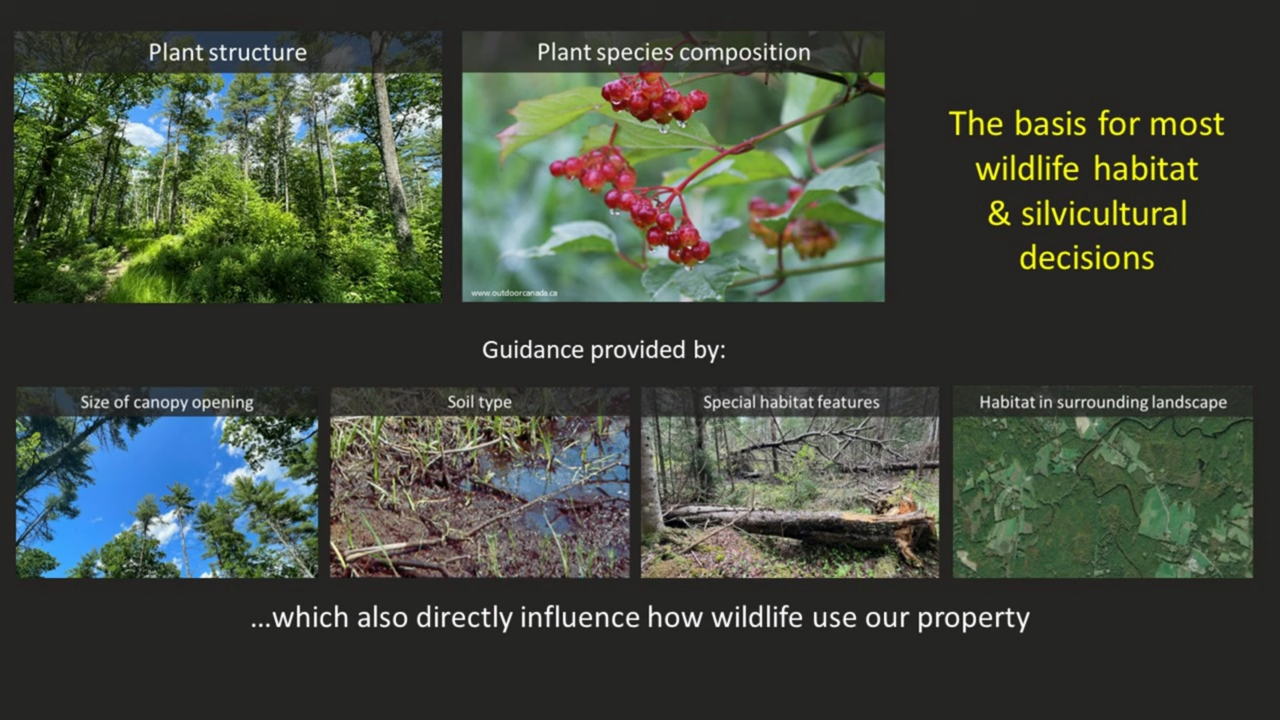 Plant structure
Plant species composition
The basis for most
wildlife habitat
& silvicultural
decisions
www.outdoorcanada.ca
Guidance provided by:
Size of canopy opening
Soil type
Special habitat features
Habitat in surrounding landscape
...which also directly influence how wildlife use our property